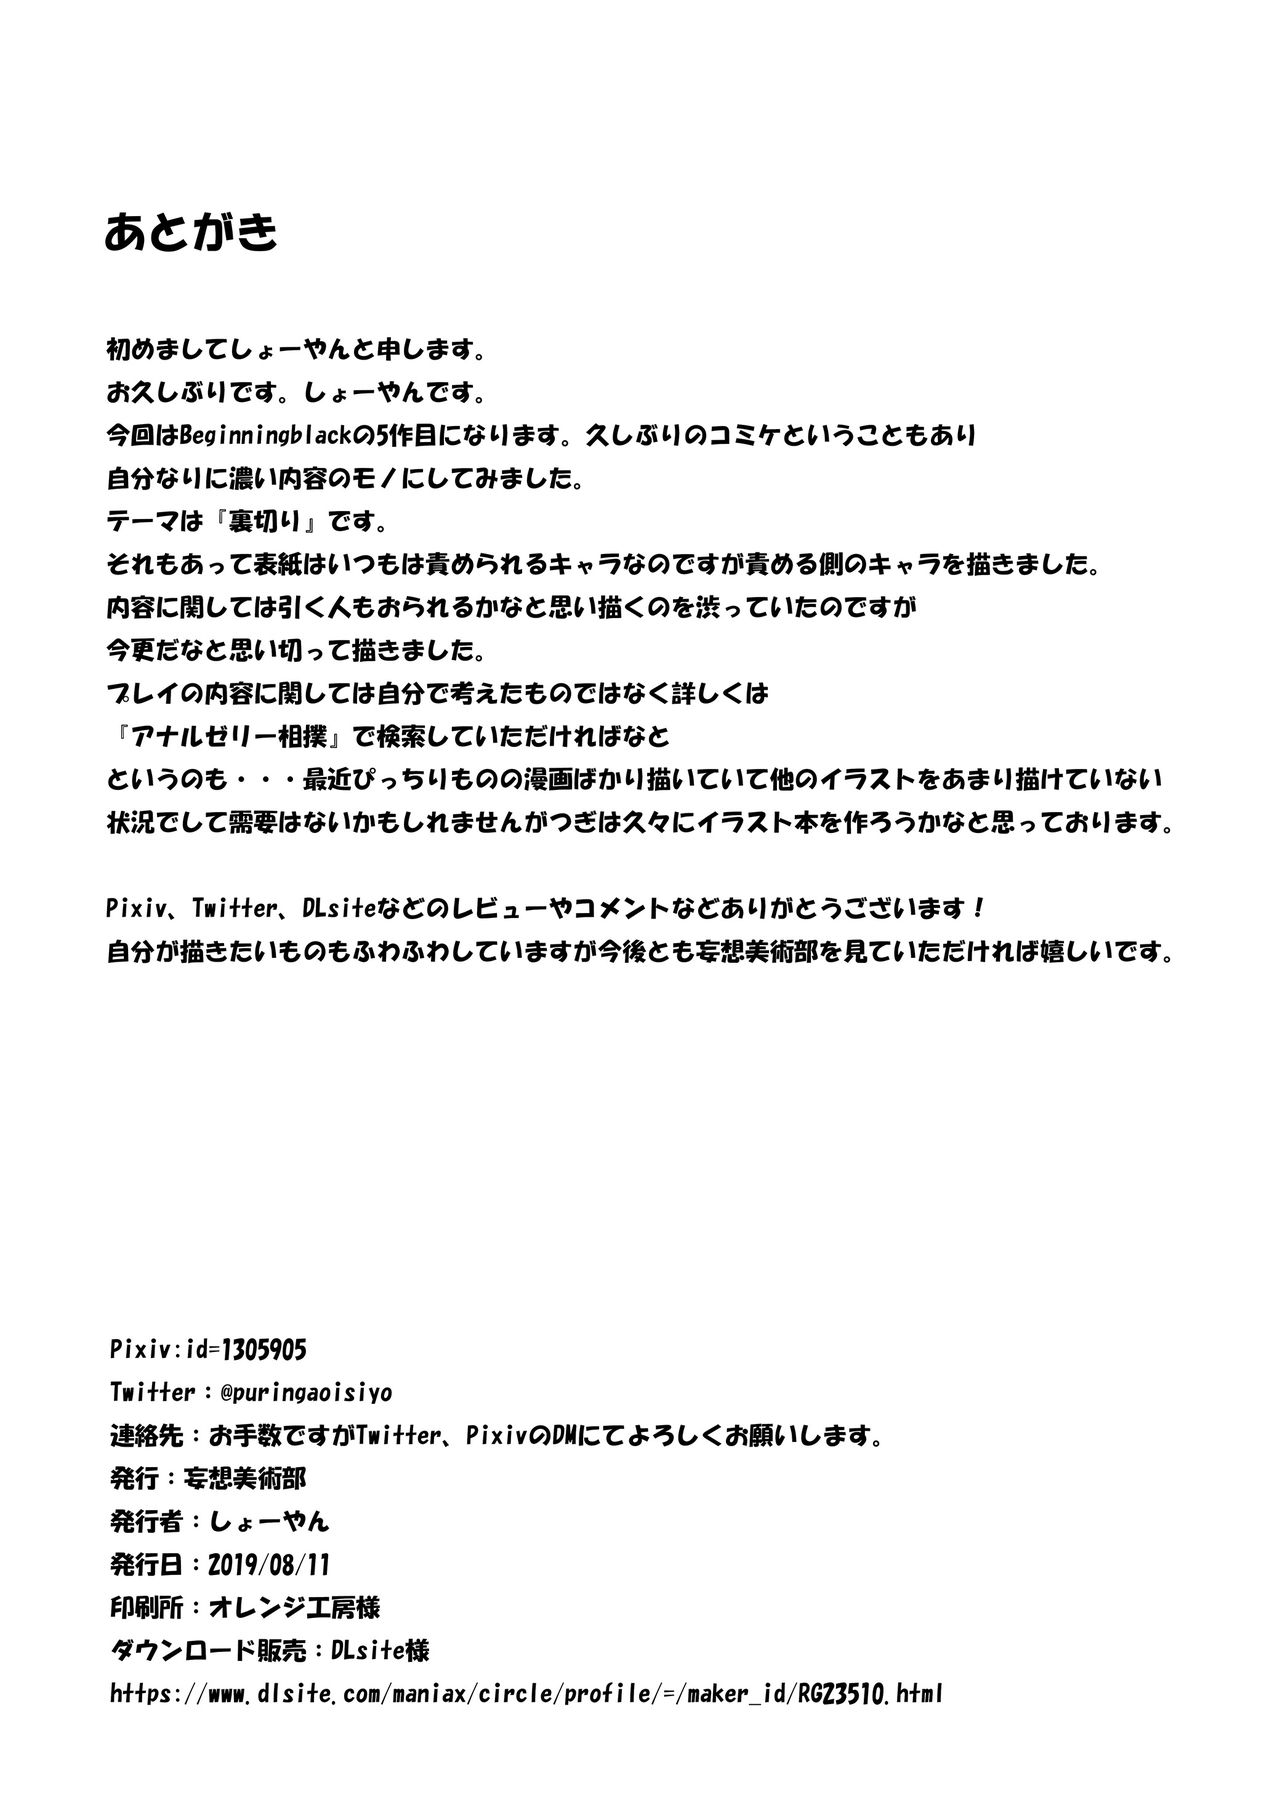 あとがき
初めましてしょーやんと申します。
お久しぶりです。しょーやんです。
今回はBeginningblackの5作目になります。久しぶりのコミケということもあり
自分なりに濃い内容のモノにしてみました。
テーマは『裏切り』です。
それもあって表紙はいつもは責められるキャラなのですが責める側のキャラを描きました。
内容に関しては引く人もおられるかなと思い描くのを渋っていたのですが
今更だなと思い切って描きました。
プレイの内容に関しては自分で考えたものではなく詳しくは
『アナルゼリー相撲』で検索していただければなと
というのも・・・最近ぴっちりものの漫画ばかり描いていて他のイラストをあまり描けていない
状況でして需要はないかもしれませんがつぎは久々にイラスト本を作ろうかなと思っております。
Pixiv、Twitter、DLsiteなどのレビューやコメントなどありがとうございます！
自分が描きたいものもふわふわしていますが今後とも妄想美術部を見ていただければ嬉しいです。
Pixiv:id=1305905
Twitter：@puringaoisiyo
連絡先：お手数ですがTwitter、PixivのDMにてよろしくお願いします。
発行：妄想美術部
発行者：しょーやん
発行日：2019/08/11
印刷所：オレンジ工房様
ダウンロード販売：DLsite様
https://www.dlsite.com/maniax/circle/profile/=/maker_id/RG23510.html